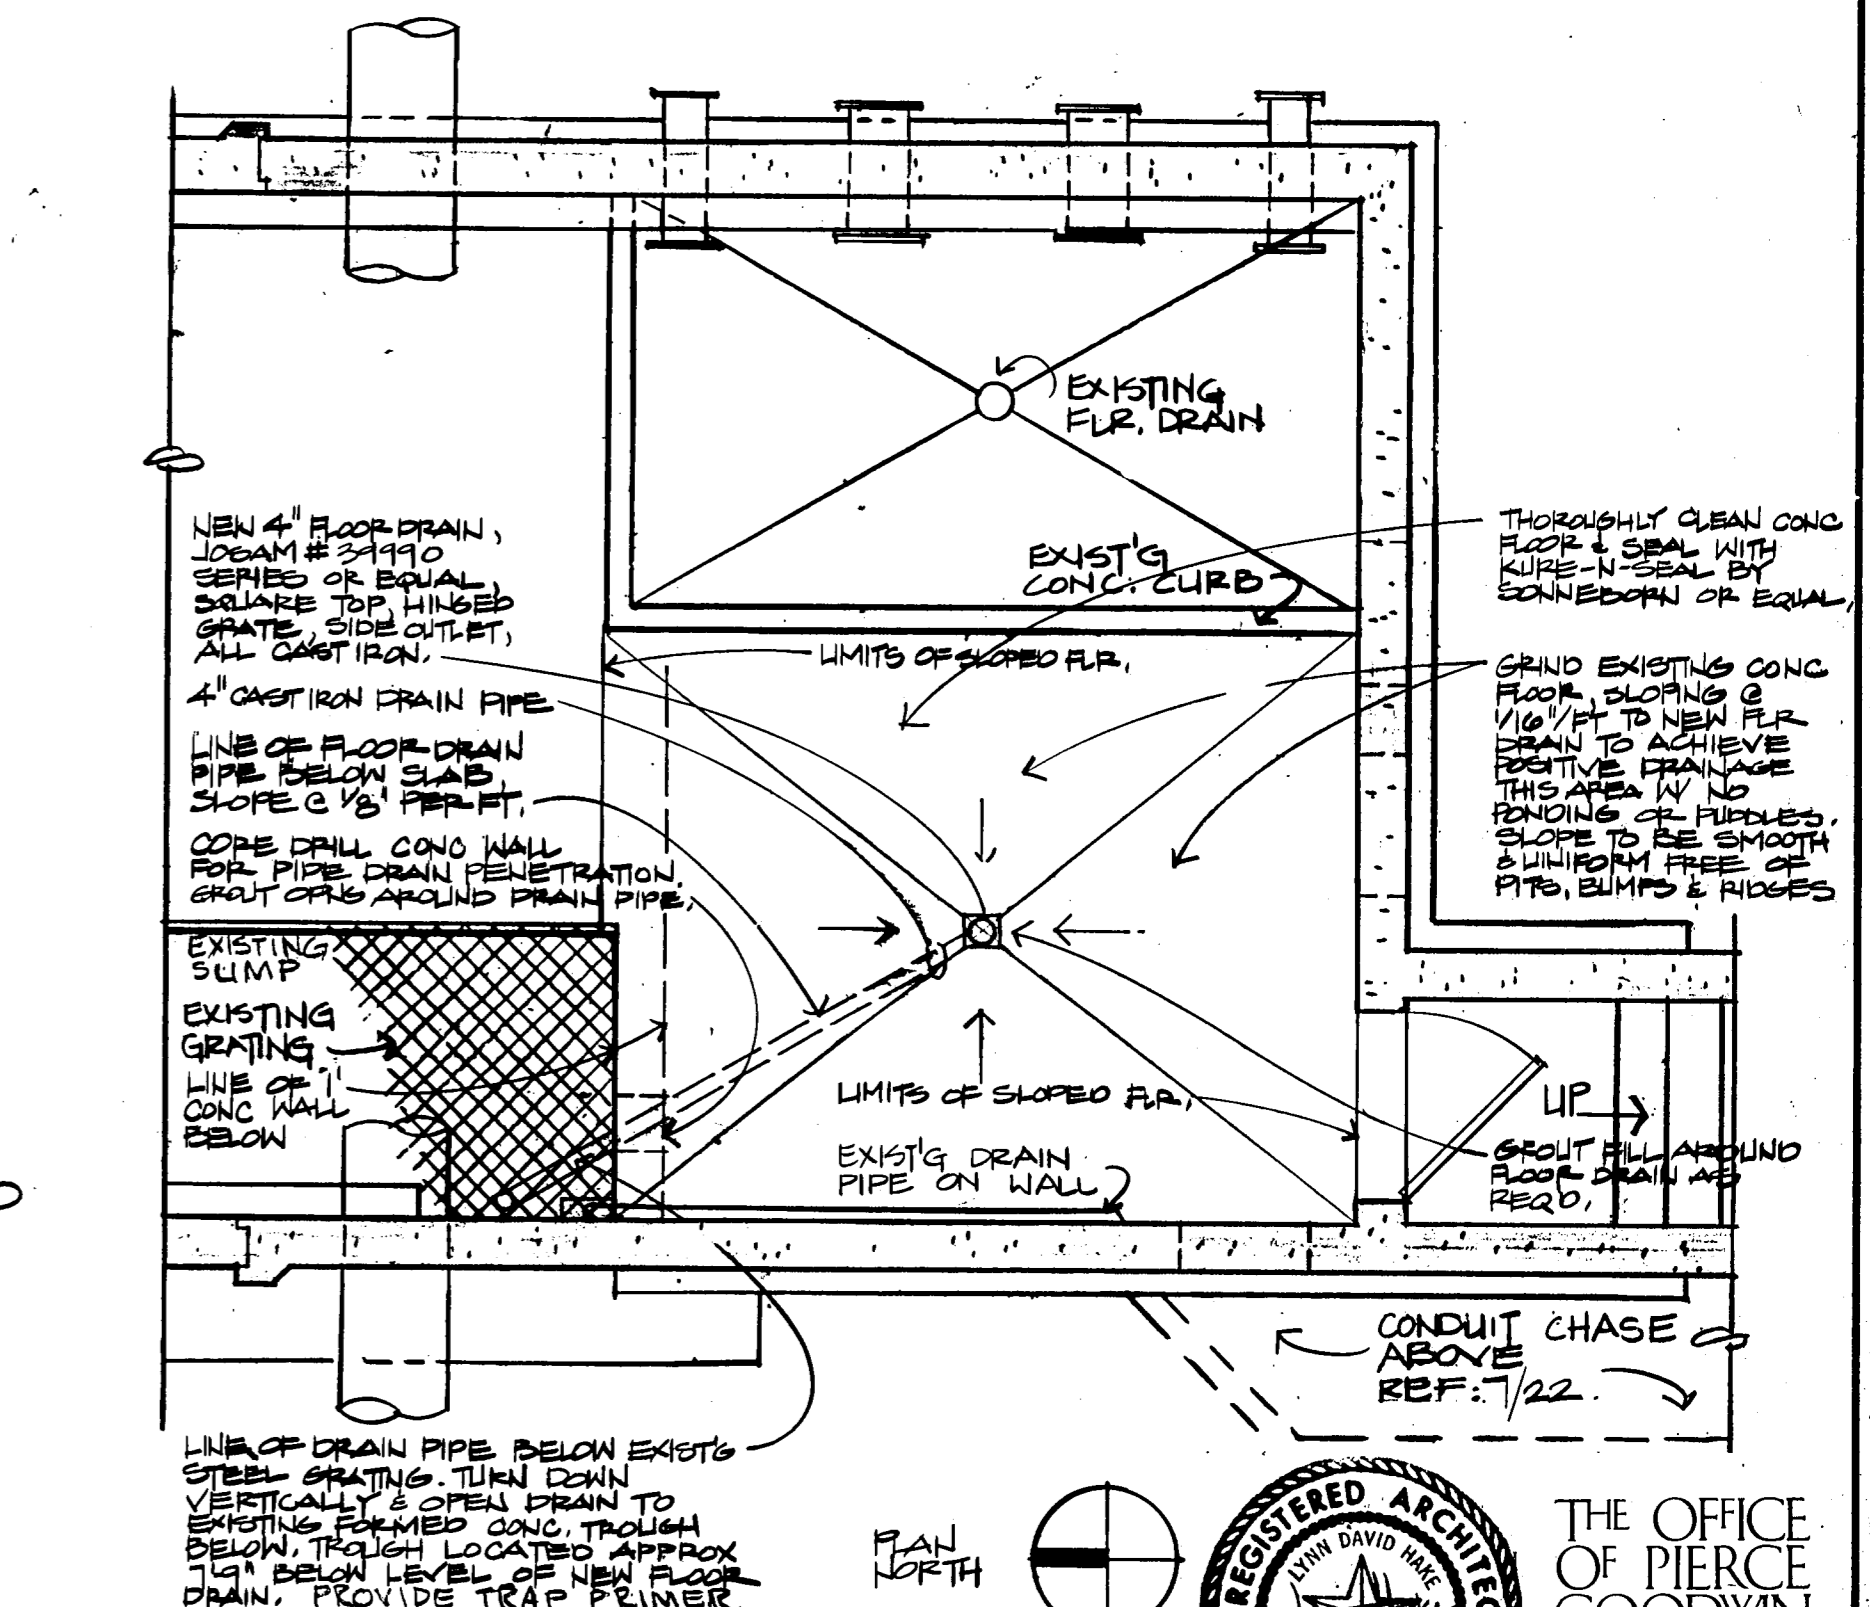 EXISTING
FLR. DRAIN
EXIST'G
CONC. CURB
LIMITS OF SLOPED FLR.
NEW 4" FLOOR DRAIN,
JOSAM # 39990
SERIES OR EQUAL,
SQUARE TOP, HINGED
GRATE, SIDE OUTLET,
ALL CAST IRON.
4" CAST IRON DRAIN PIPE
LINE OF FLOOR DRAIN
PIPE BELOW SLAB,
SLOPE @ 1/8" PER FT.
CORE DRILL CONC WALL
FOR PIPE DRAIN PENETRATION.
GROUT OPNG AROUND DRAIN PIPE.
EXISTING
SUMP
EXISTING
GRATING
LINE OF 1'
CONC WALL
BELOW
THOROUGHLY CLEAN CONC
FLOOR & SEAL WITH
KURE-N-SEAL BY
SONNEBORN OR EQUAL,
GRIND EXISTING CONC
FLOOR, SLOPING @
1/16"/FT TO NEW FLR
DRAIN TO ACHIEVE
POSITIVE DRAINAGE
THIS AREA W/ NO
PONDING OR PUDDLES.
SLOPE TO BE SMOOTH
& UNIFORM FREE OF
PITS, BUMPS & RIDGES
LIMITS OF SLOPED FLR.
EXIST'G DRAIN
PIPE ON WALL
UP
GROUT FILL AROUND
FLOOR DRAIN AS
REQD.
CONDUIT CHASE
ABOVE
REF: 7/22
LINE OF DRAIN PIPE BELOW EXIST'G
STEEL GRATING. TURN DOWN
VERTICALLY & OPEN DRAIN TO
EXISTING FORMED CONC. TROUGH
BELOW. TROUGH LOCATED APPROX
7'-9" BELOW LEVEL OF NEW FLOOR
DRAIN. PROVIDE TRAP PRIMER
PLAN
NORTH
REGISTERED ARCHITEC
LYNN DAVID HAKE
THE OFFICE
OF PIERCE
GOODWIN